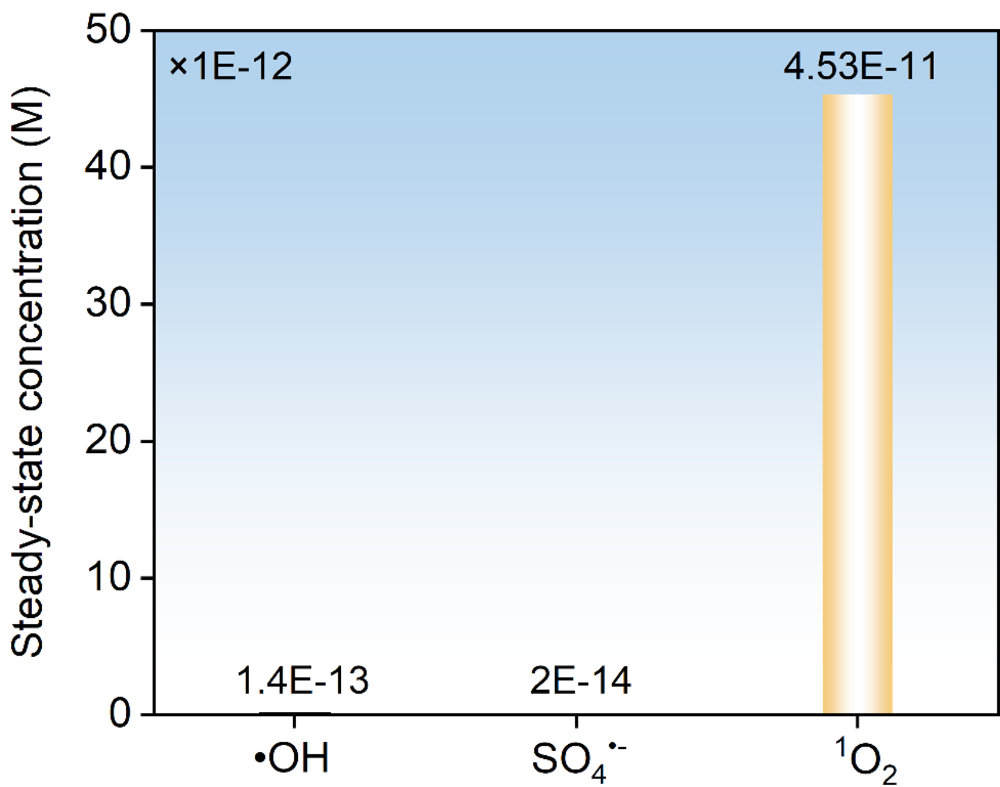 Steady-state concentration (M)
50
40
30
20
10
0
×1E-12
4.53E-11
1.4E-13
2E-14
•OH
SO₄•⁻
¹O₂